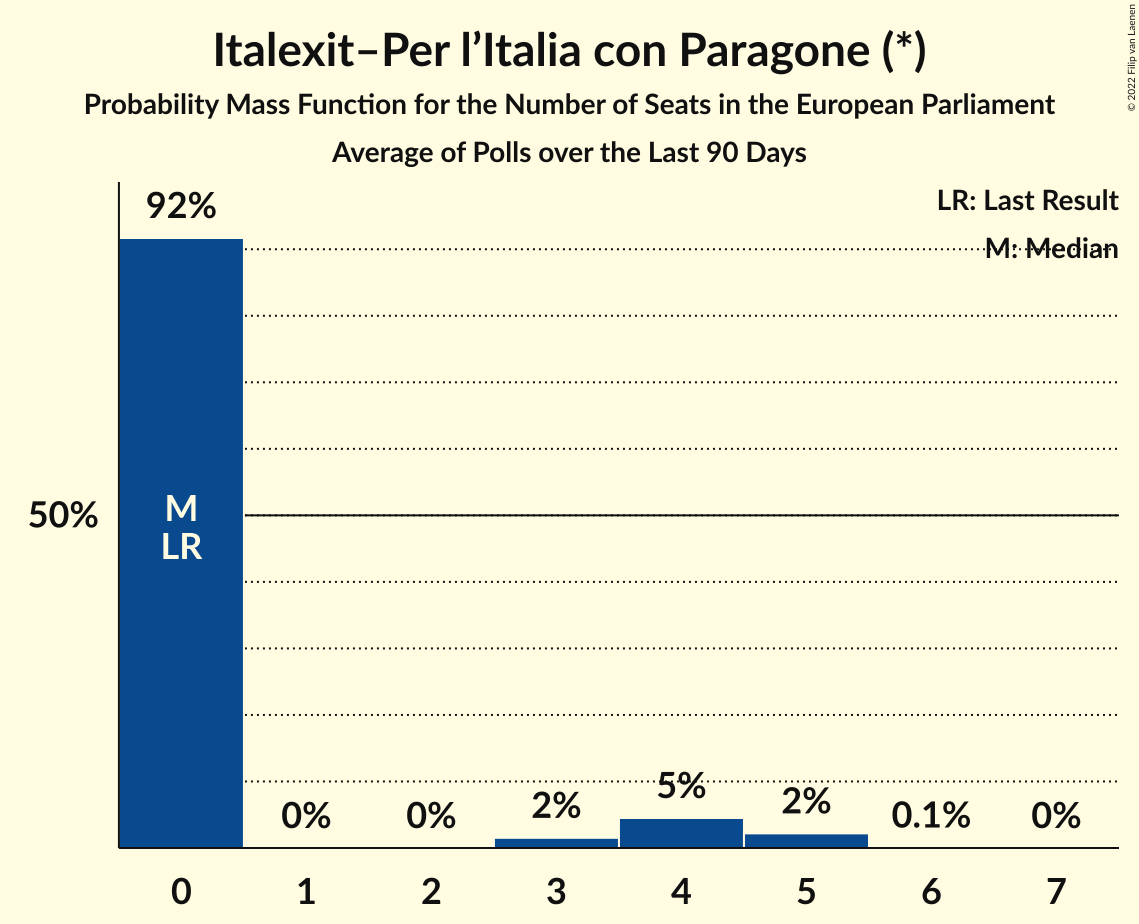 Italexit–Per l’Italia con Paragone (*)
Probability Mass Function for the Number of Seats in the European Parliament
Average of Polls over the Last 90 Days
© 2022 Filip van Laenen
LR: Last Result
M: Median
92%
50%
M
LR
0%
0%
2%
5%
2%
0.1%
0%
0
1
2
3
4
5
6
7